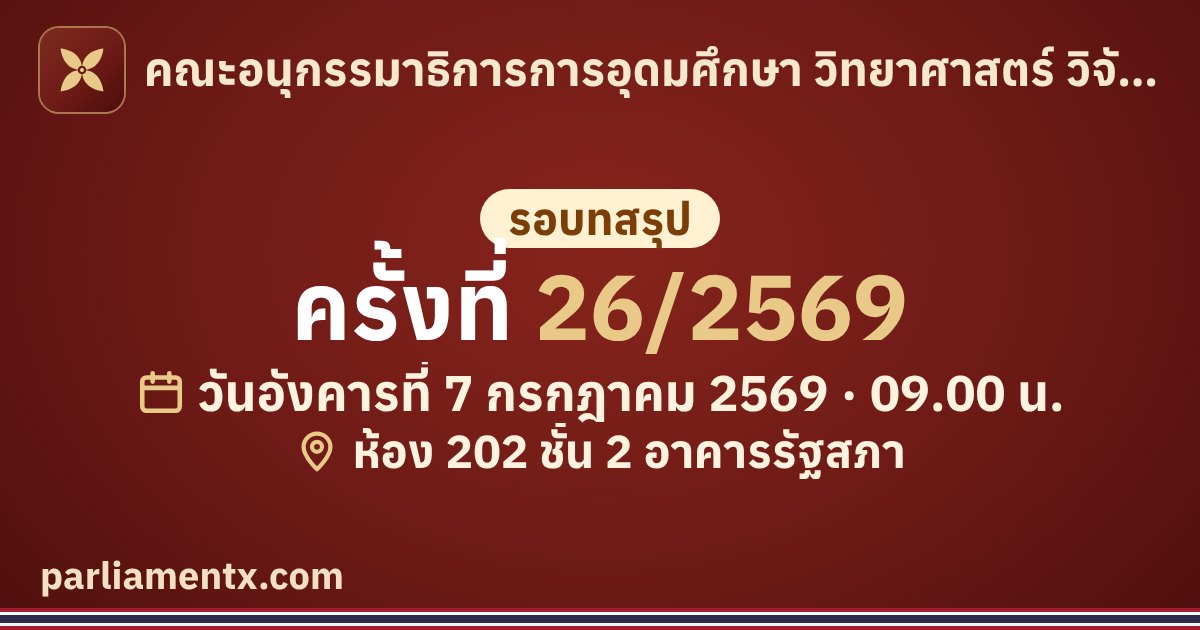 คณะอนุกรรมาธิการการอุดมศึกษา วิทยาศาสตร์ วิจั...
รอบทสรุป
ครั้งที่ 26/2569
วันอังคารที่ 7 กรกฎาคม 2569 · 09.00 น.
ห้อง 202 ชั้น 2 อาคารรัฐสภา
parliamentx.com